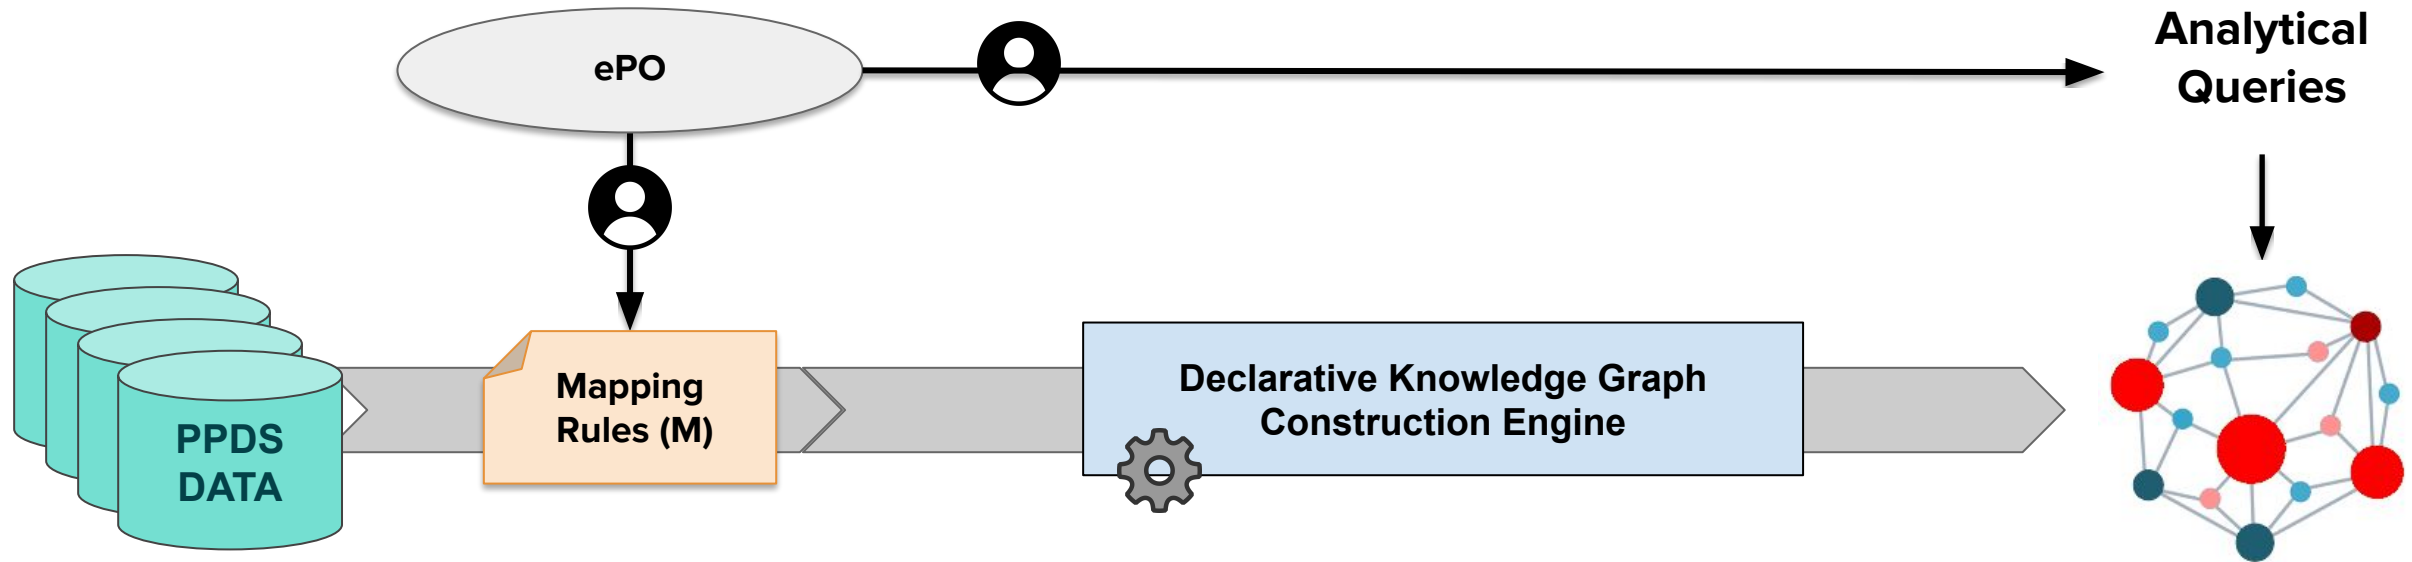 ePO
Analytical
Queries
PPDS
DATA
Mapping
Rules (M)
Declarative Knowledge Graph
Construction Engine